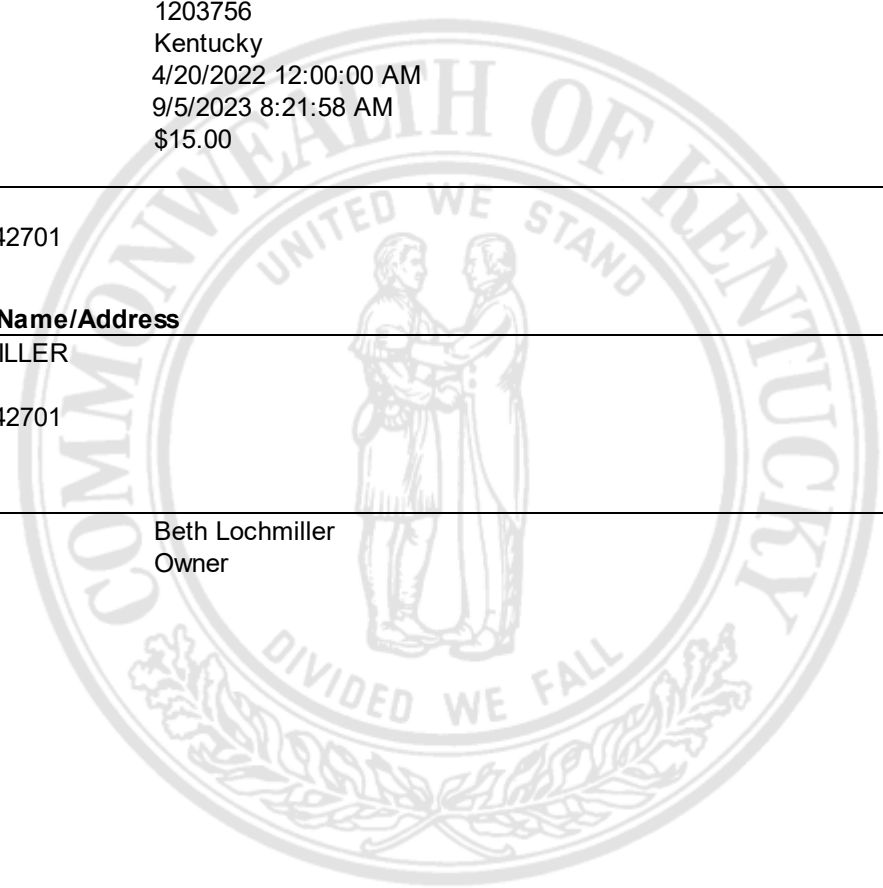 1203756
Kentucky
4/20/2022 12:00:00 AM
9/5/2023 8:21:58 AM
$15.00
42701
Name/Address
ILLER
42701
Beth Lochmiller
Owner
COMMONWEALTH OF KENTUCKY
UNITED WE STAND
DIVIDED WE FALL